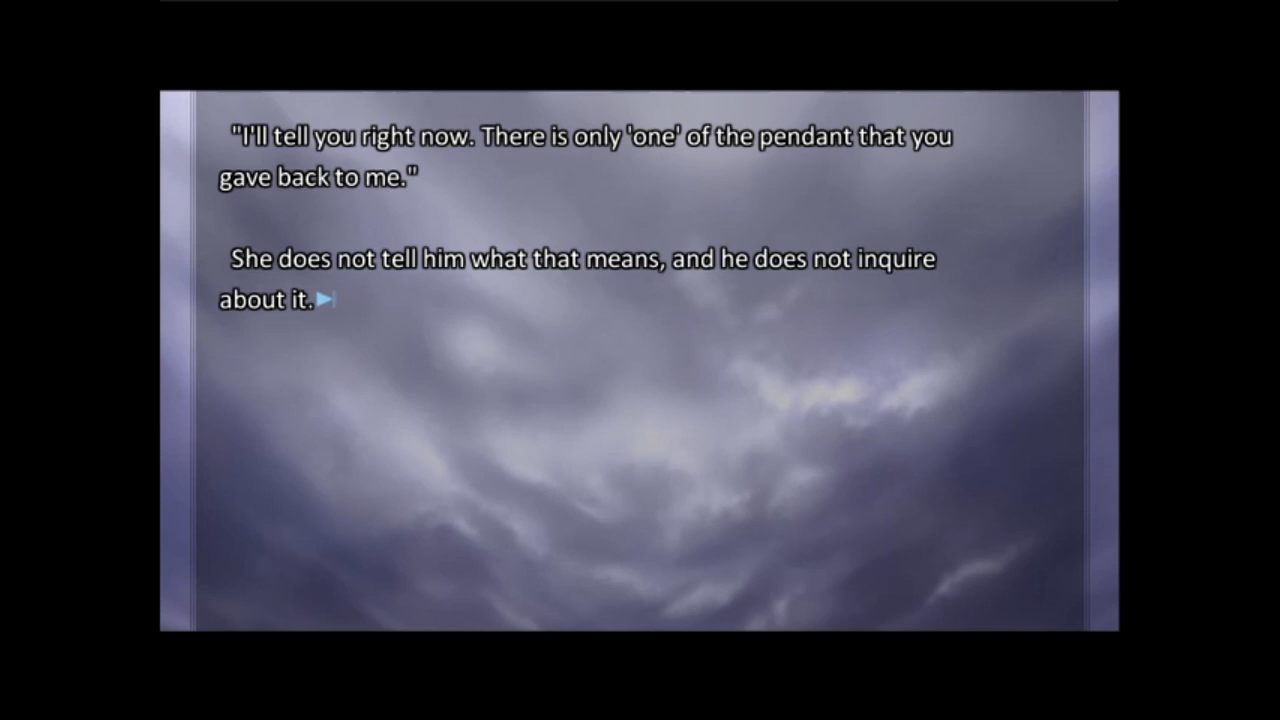 "I'll tell you right now. There is only 'one' of the pendant that you
gave back to me."
She does not tell him what that means, and he does not inquire
about it.